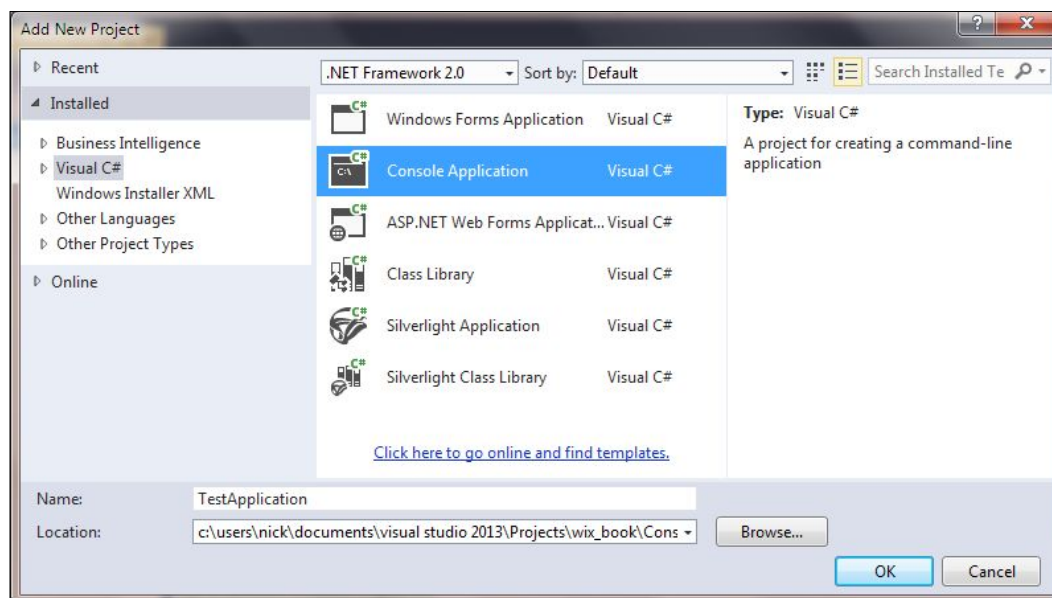 Add New Project
?
Recent
Installed
Business Intelligence
Visual C#
Windows Installer XML
Other Languages
Other Project Types
Online
.NET Framework 2.0
Sort by: Default
Search Installed Te
C# Windows Forms Application Visual C#
C# C:\ Console Application Visual C#
C# ASP.NET Web Forms Applicat... Visual C#
C# Class Library Visual C#
C# Silverlight Application Visual C#
C# Silverlight Class Library Visual C#
Click here to go online and find templates.
Type: Visual C#
A project for creating a command-line
application
Name: TestApplication
Location: c:\users\nick\documents\visual studio 2013\Projects\wix_book\Cons
Browse...
OK Cancel